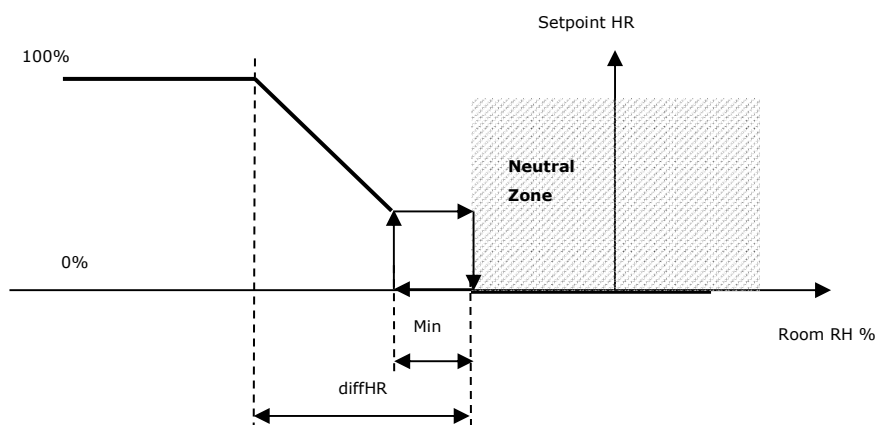 Setpoint HR
100%
Neutral
Zone
0%
Min
Room RH %
diffHR